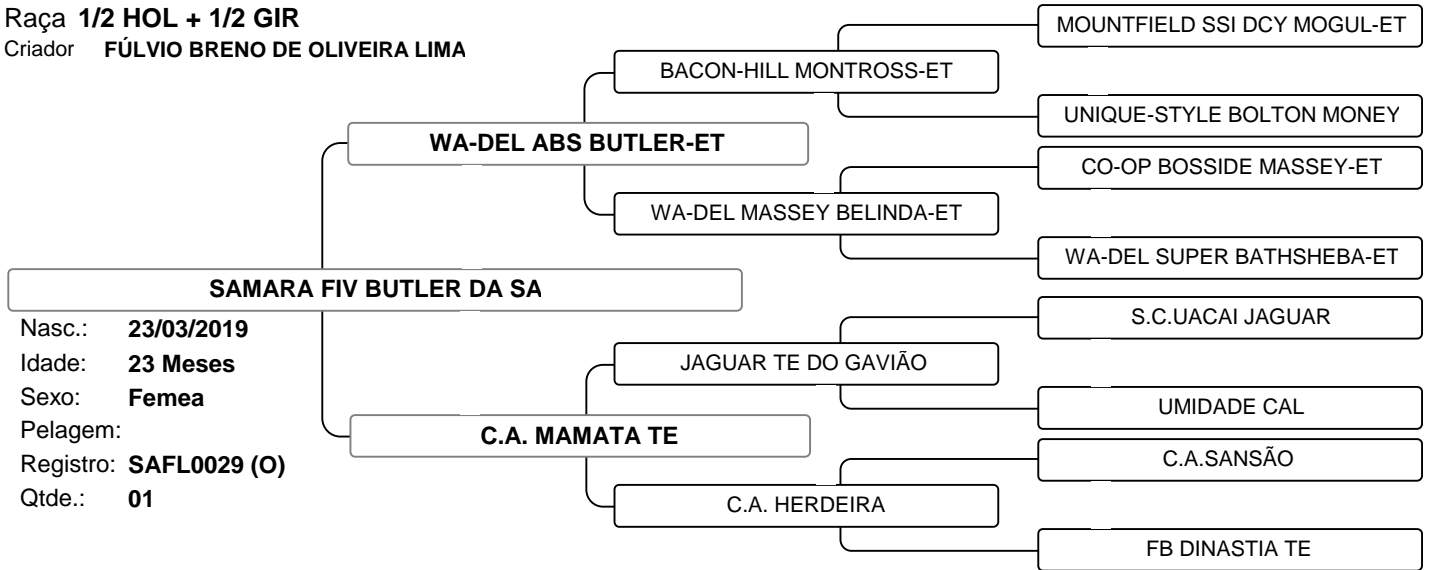 Raça 1/2 HOL + 1/2 GIR
Criador FÚLVIO BRENO DE OLIVEIRA LIMA
MOUNTFIELD SSI DCY MOGUL-ET
BACON-HILL MONTROSS-ET
UNIQUE-STYLE BOLTON MONEY
WA-DEL ABS BUTLER-ET
CO-OP BOSSIDE MASSEY-ET
WA-DEL MASSEY BELINDA-ET
WA-DEL SUPER BATHSHEBA-ET
SAMARA FIV BUTLER DA SA
Nasc.: 23/03/2019
Idade: 23 Meses
Sexo: Femea
Pelagem:
Registro: SAFL0029 (O)
Qtde.: 01
S.C.UACAI JAGUAR
JAGUAR TE DO GAVIÃO
UMIDADE CAL
C.A. MAMATA TE
C.A.SANSÃO
C.A. HERDEIRA
FB DINASTIA TE